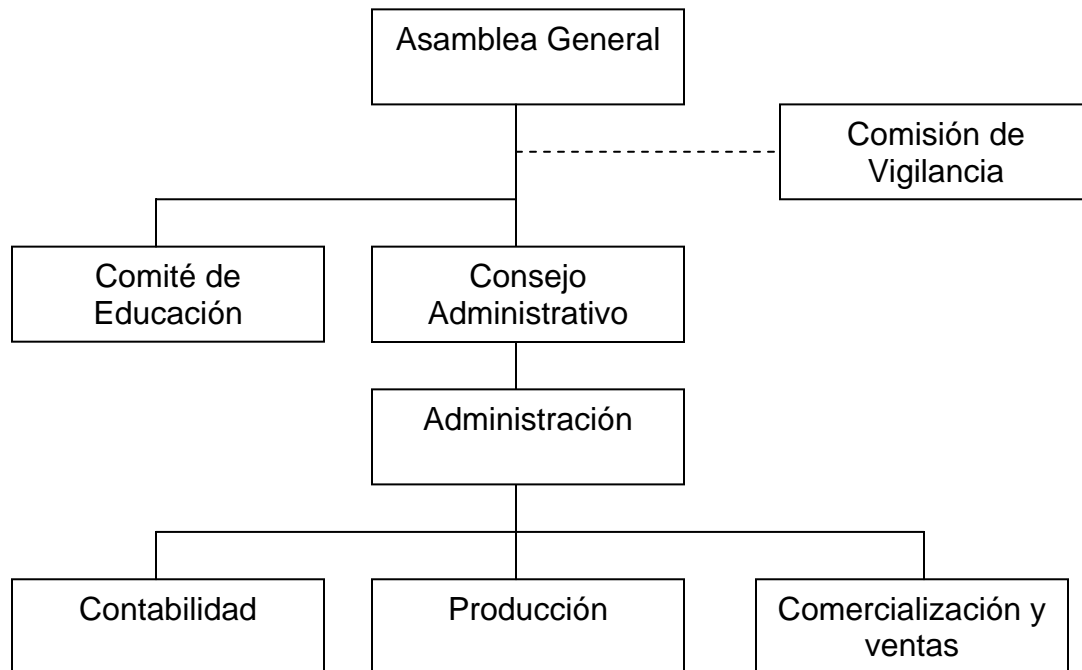 Asamblea General
Comisión de
Vigilancia
Comité de
Educación
Consejo
Administrativo
Administración
Contabilidad
Producción
Comercialización y
ventas